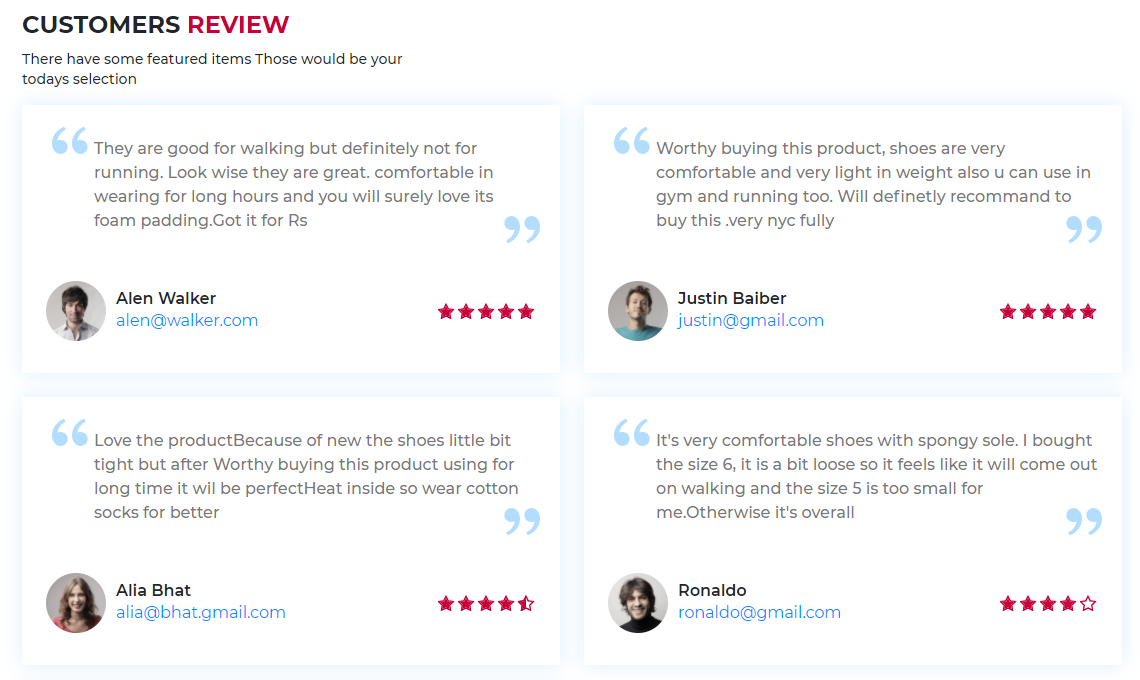 CUSTOMERS REVIEW
There have some featured items Those would be your
todays selection
“ They are good for walking but definitely not for
running. Look wise they are great. comfortable in
wearing for long hours and you will surely love its
foam padding.Got it for Rs ”
Alen Walker
alen@walker.com
“ Worthy buying this product, shoes are very
comfortable and very light in weight also u can use in
gym and running too. Will definetly recommand to
buy this .very nyc fully ”
Justin Baiber
justin@gmail.com
“ Love the productBecause of new the shoes little bit
tight but after Worthy buying this product using for
long time it wil be perfectHeat inside so wear cotton
socks for better ”
Alia Bhat
alia@bhat.gmail.com
“ It's very comfortable shoes with spongy sole. I bought
the size 6, it is a bit loose so it feels like it will come out
on walking and the size 5 is too small for
me.Otherwise it's overall ”
Ronaldo
ronaldo@gmail.com